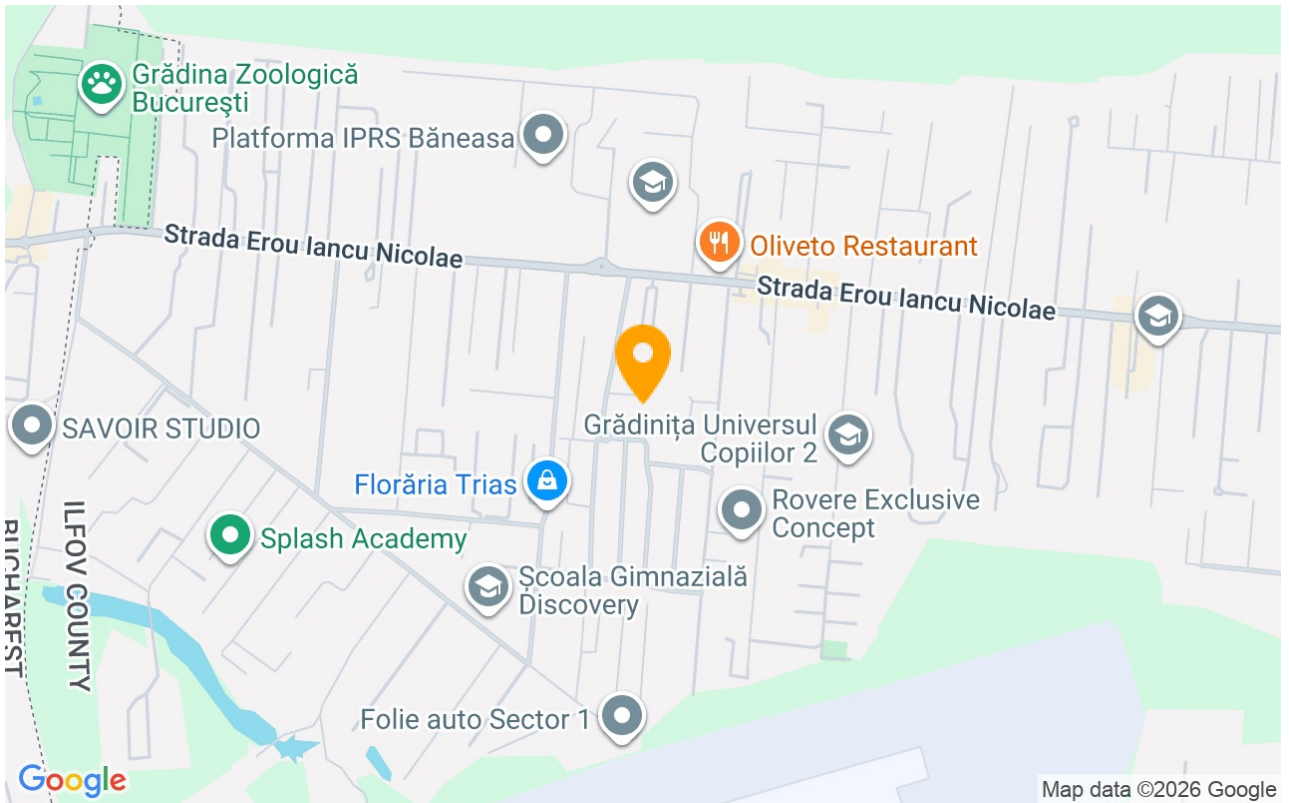 Grădina Zoologică
Bucureşti
Platforma IPRS Băneasa
Strada Erou Iancu Nicolae
Oliveto Restaurant
Strada Erou Iancu Nicolae
SAVOIR STUDIO
Grădinița Universul
Copiilor 2
Florăria Trias
Rovere Exclusive
Concept
Splash Academy
Școala Gimnazială
Discovery
ILFOV COUNTY
BUCHAREST
Folie auto Sector 1
Google
Map data ©2026 Google